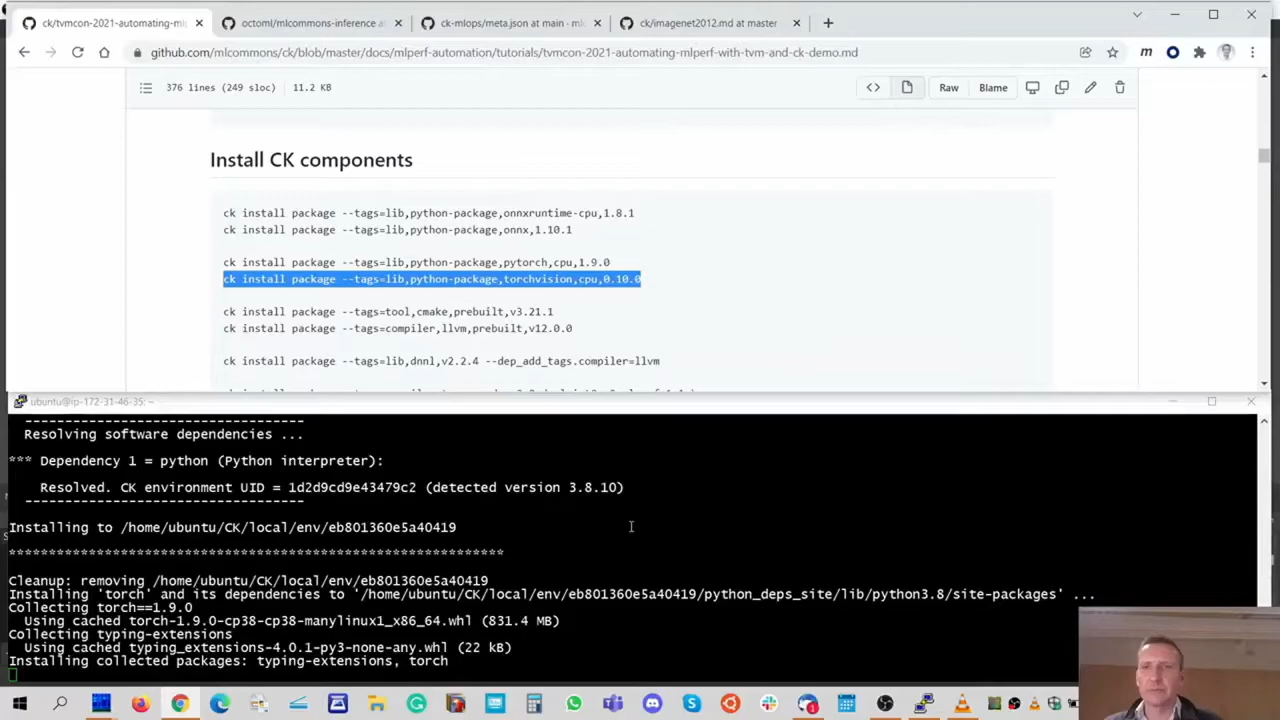 ck/tvmcon-2021-automating-ml
octoml/mlcommons-inference a
ck-mlops/meta.json at main · mlc
ck/imagenet2012.md at master
github.com/mlcommons/ck/blob/master/docs/mlperf-automation/tutorials/tvmcon-2021-automating-mlperf-with-tvm-and-ck-demo.md
376 lines (249 sloc) 11.2 KB
Raw Blame
Install CK components
ck install package --tags=lib,python-package,onnxruntime-cpu,1.8.1
ck install package --tags=lib,python-package,onnx,1.10.1
ck install package --tags=lib,python-package,pytorch,cpu,1.9.0
ck install package --tags=lib,python-package,torchvision,cpu,0.10.0
ck install package --tags=tool,cmake,prebuilt,v3.21.1
ck install package --tags=compiler,llvm,prebuilt,v12.0.0
ck install package --tags=lib,dnnl,v2.2.4 --dep_add_tags.compiler=llvm
ubuntu@ip-172-31-46-35: ~
-----------------------------------
Resolving software dependencies ...
*** Dependency 1 = python (Python interpreter):
Resolved. CK environment UID = 1d2d9cd9e43479c2 (detected version 3.8.10)
-----------------------------------
Installing to /home/ubuntu/CK/local/env/eb801360e5a40419
**************************************************************
Cleanup: removing /home/ubuntu/CK/local/env/eb801360e5a40419
Installing 'torch' and its dependencies to '/home/ubuntu/CK/local/env/eb801360e5a40419/python_deps_site/lib/python3.8/site-packages' ...
Collecting torch==1.9.0
Using cached torch-1.9.0-cp38-cp38-manylinux1_x86_64.whl (831.4 MB)
Collecting typing-extensions
Using cached typing_extensions-4.0.1-py3-none-any.whl (22 kB)
Installing collected packages: typing-extensions, torch